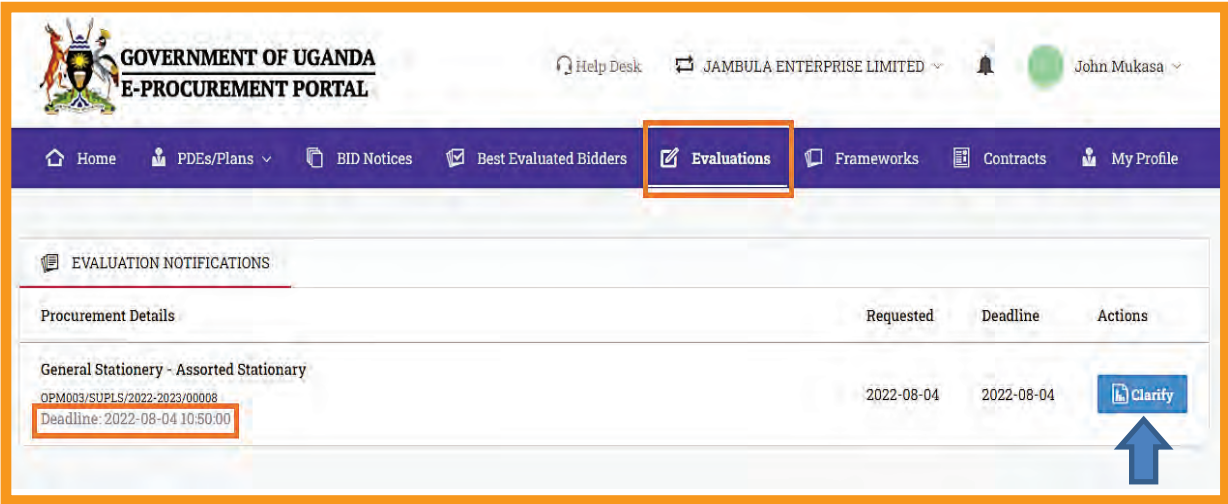 GOVERNMENT OF UGANDA
E-PROCUREMENT PORTAL
Help Desk JAMBULA ENTERPRISE LIMITED John Mukasa
Home PDEs/Plans BID Notices Best Evaluated Bidders Evaluations Frameworks Contracts My Profile
EVALUATION NOTIFICATIONS
Procurement Details Requested Deadline Actions
General Stationery - Assorted Stationary
OPM003/SUPLS/2022-2023/00008
2022-08-04 2022-08-04 Clarify
Deadline: 2022-08-04 10:50:00